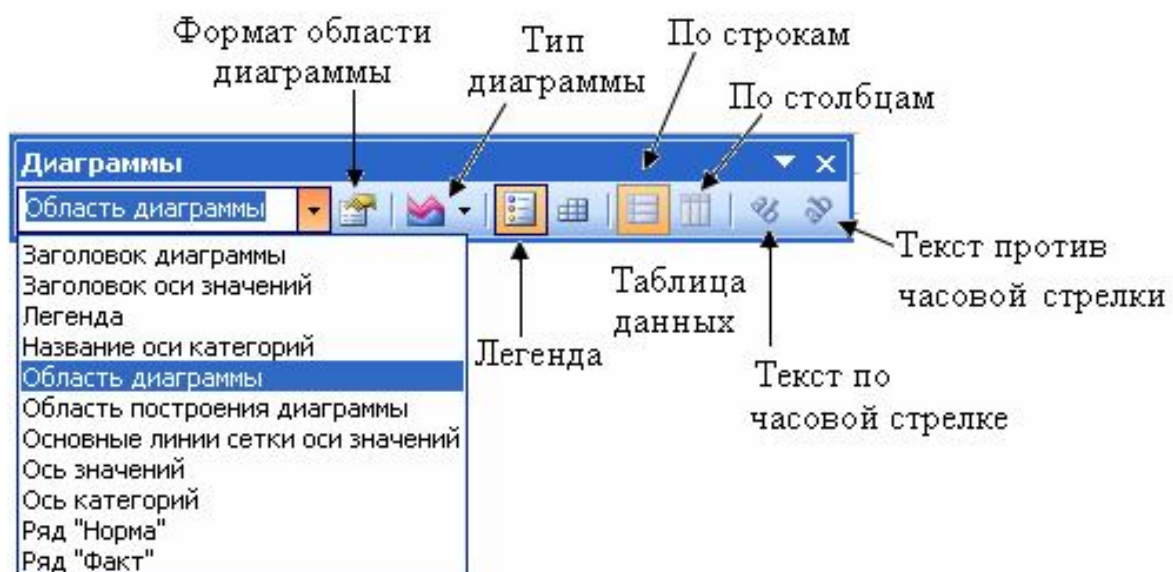 Формат области
диаграммы
Тип
диаграммы
По строкам
По столбцам
Диаграммы
Область диаграммы
Заголовок диаграммы
Заголовок оси значений
Легенда
Название оси категорий
Область диаграммы
Область построения диаграммы
Основные линии сетки оси значений
Ось значений
Ось категорий
Ряд "Норма"
Ряд "Факт"
Легенда
Таблица
данных
Текст по
часовой стрелке
Текст против
часовой стрелки